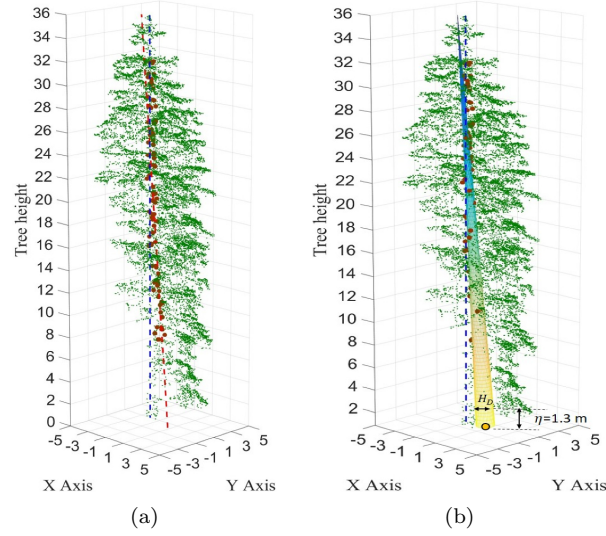 36
34
32
30
28
26
24
22
20
18
16
14
12
10
8
6
4
2
0
Tree height
-5 -3 -1 1 3 5
X Axis
-5 -3 -1 1 3 5
Y Axis
(a)
36
34
32
30
28
26
24
22
20
18
16
14
12
10
8
6
4
2
Tree height
H_D
η=1.3 m
-5 -3 -1 1 3 5
X Axis
-5 -3 -1 1 3 5
Y Axis
(b)